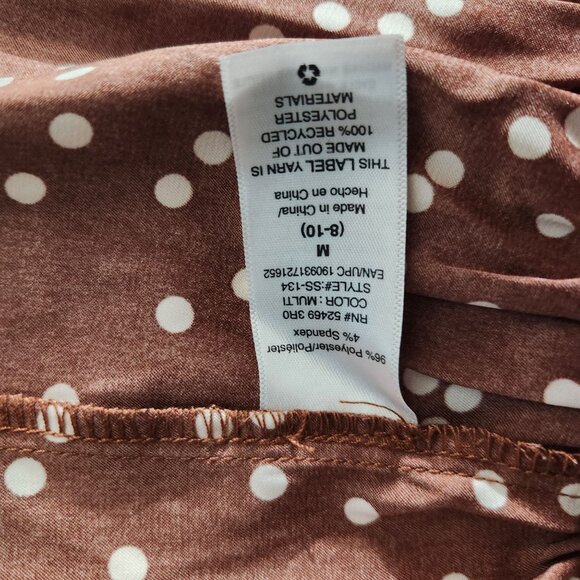 96% Polyester/Poliéster
4% Spandex
RN# 52469 3R0
COLOR : MULTI
STYLE#:SS-134
EAN/UPC 190931721652
M
(8-10)
Made in China/
Hecho en China
THIS LABEL YARN IS
MADE OUT OF
100% RECYCLED
POLYESTER
MATERIALS